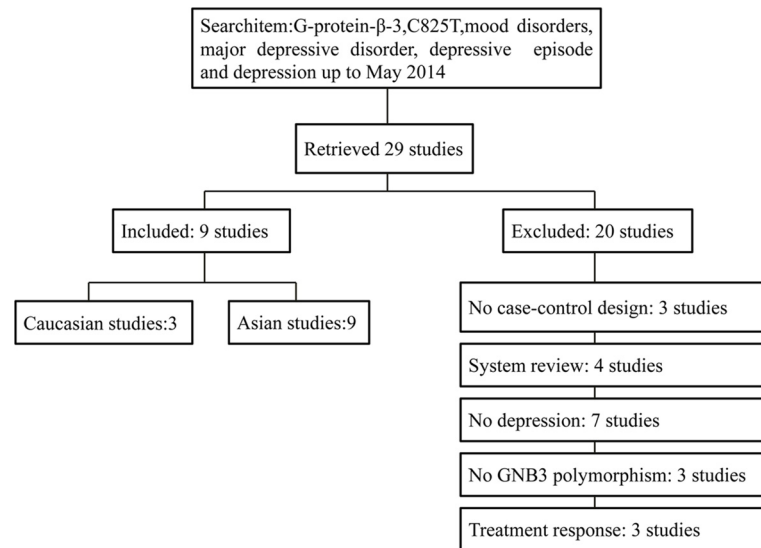 Searchitem:G-protein-β-3,C825T,mood disorders,
major depressive disorder, depressive episode
and depression up to May 2014
Retrieved 29 studies
Included: 9 studies
Excluded: 20 studies
Caucasian studies:3
Asian studies:9
No case-control design: 3 studies
System review: 4 studies
No depression: 7 studies
No GNB3 polymorphism: 3 studies
Treatment response: 3 studies